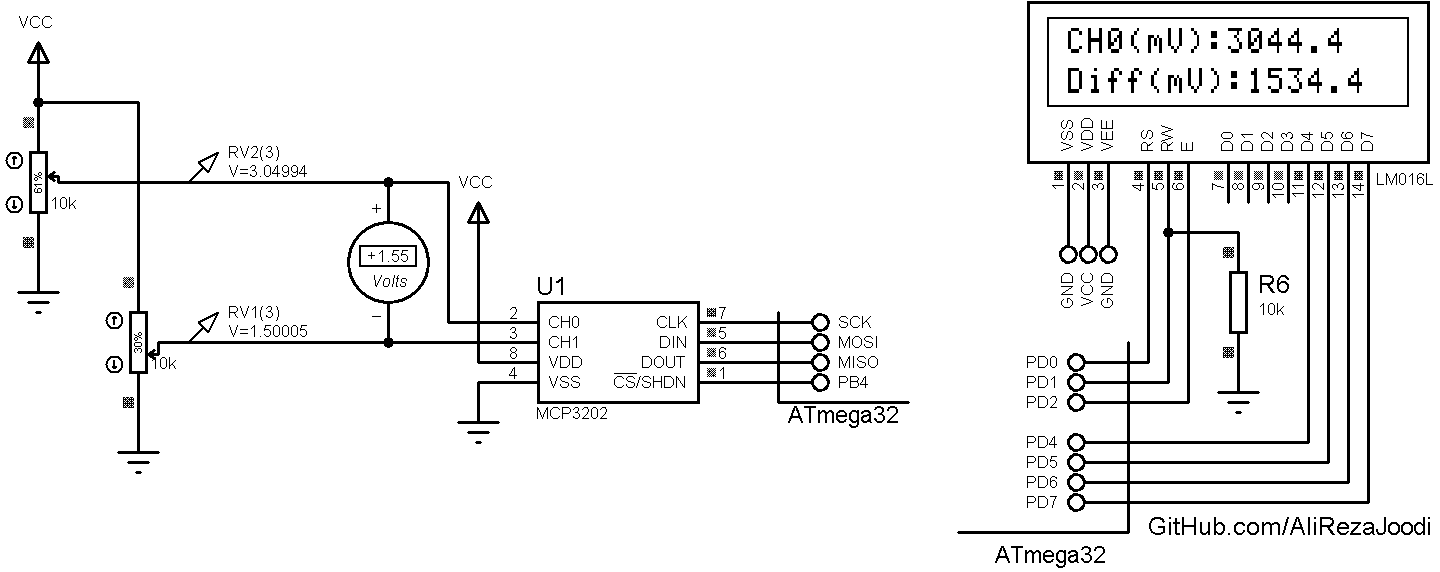 VCC
61%
10k
RV2(3)
V=3.04994
VCC
+
+1.55
Volts
−
30%
10k
RV1(3)
V=1.50005
U1
2 CH0 CLK 7 SCK
3 CH1 DIN 5 MOSI
8 VDD DOUT 6 MISO
4 VSS CS/SHDN 1 PB4
MCP3202
ATmega32
CH0(mV):3044.4
Diff(mV):1534.4
VSS VDD VEE RS RW E D0 D1 D2 D3 D4 D5 D6 D7
1 2 3 4 5 6 7 8 9 10 11 12 13 14
LM016L
GND VCC GND
R6
10k
PD0
PD1
PD2
PD4
PD5
PD6
PD7
GitHub.com/AliRezaJoodi
ATmega32